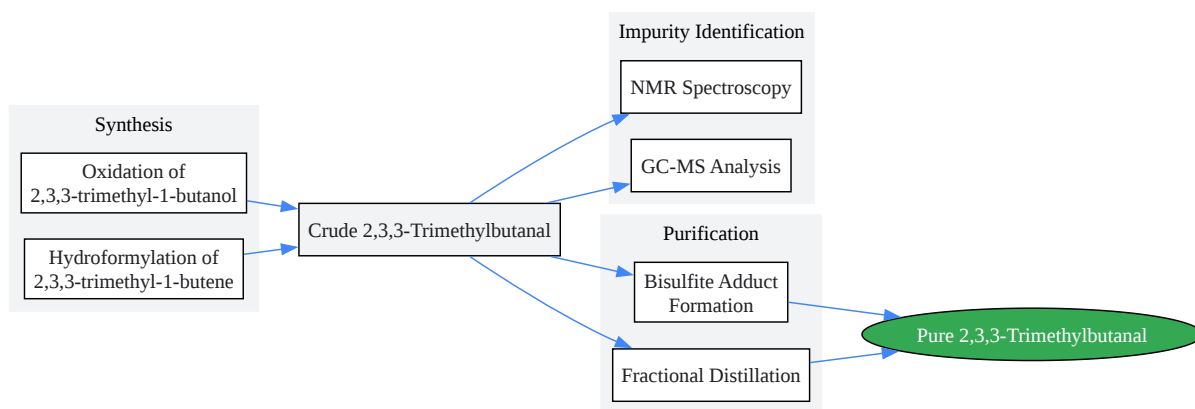 Synthesis
Oxidation of
2,3,3-trimethyl-1-butanol
Hydroformylation of
2,3,3-trimethyl-1-butene
Crude 2,3,3-Trimethylbutanal
Impurity Identification
NMR Spectroscopy
GC-MS Analysis
Purification
Bisulfite Adduct
Formation
Fractional Distillation
Pure 2,3,3-Trimethylbutanal